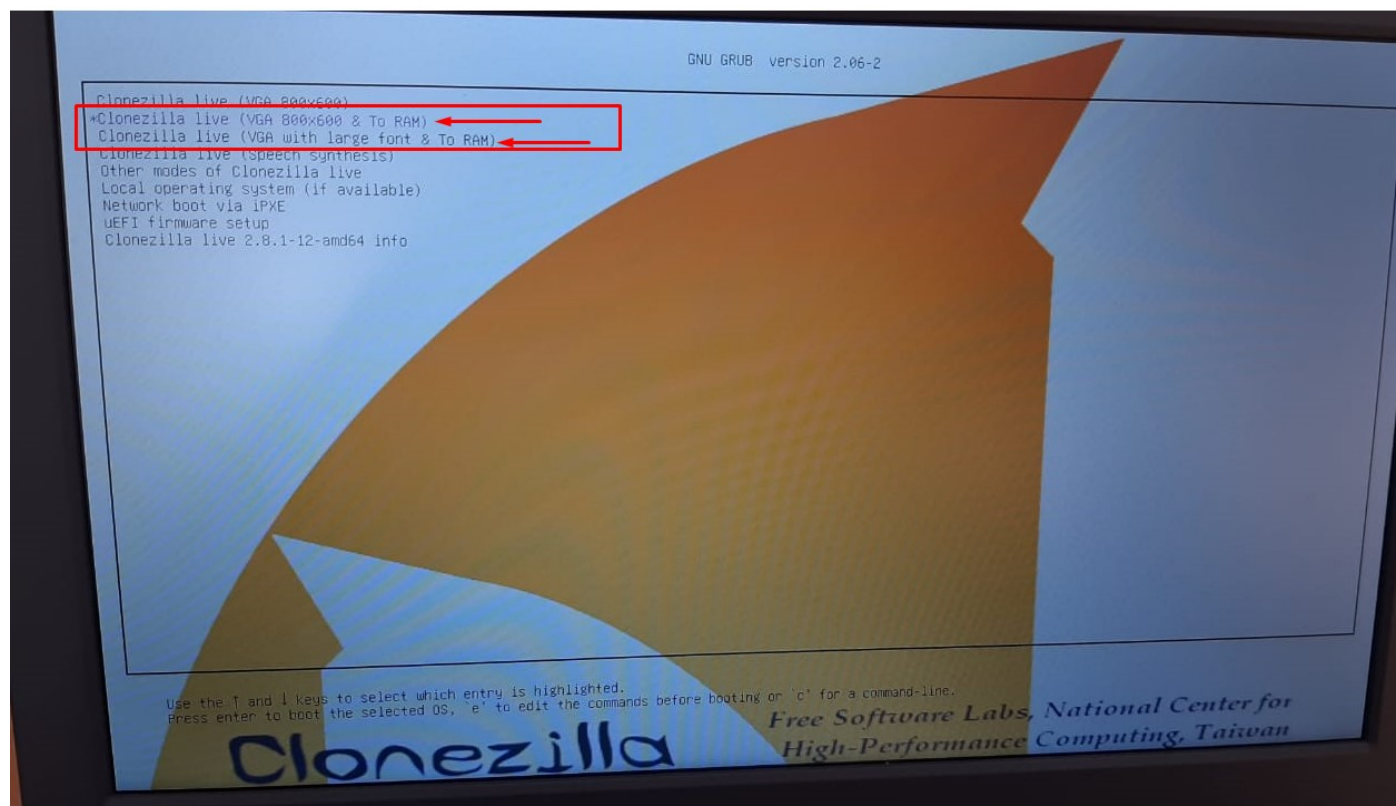 GNU GRUB version 2.06-2
Clonezilla live (VGA 800x600)
*Clonezilla live (VGA 800x600 & To RAM)
Clonezilla live (VGA with large font & To RAM)
Clonezilla live (Speech synthesis)
Other modes of Clonezilla live
Local operating system (if available)
Network boot via iPXE
uEFI firmware setup
Clonezilla live 2.8.1-12-amd64 info
Use the ↑ and ↓ keys to select which entry is highlighted.
Press enter to boot the selected OS, `e' to edit the commands before booting or `c' for a command-line.
Clonezilla
Free Software Labs, National Center for
High-Performance Computing, Taiwan